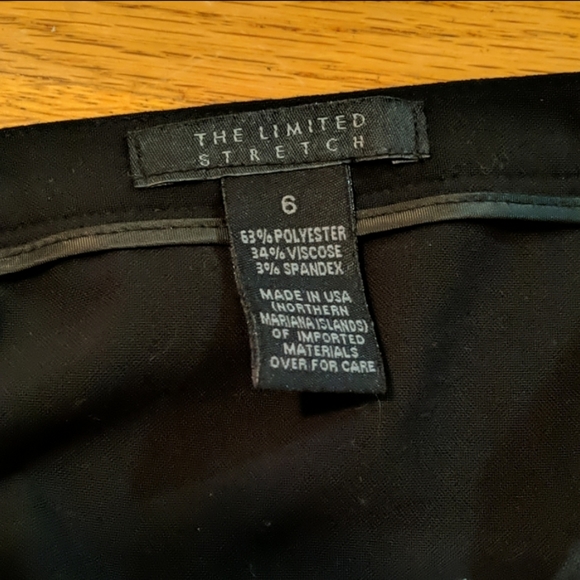 THE LIMITED
STRETCH
6
63% POLYESTER
34% VISCOSE
3% SPANDEX
MADE IN USA
(NORTHERN
MARIANA ISLANDS)
OF IMPORTED
MATERIALS
OVER FOR CARE